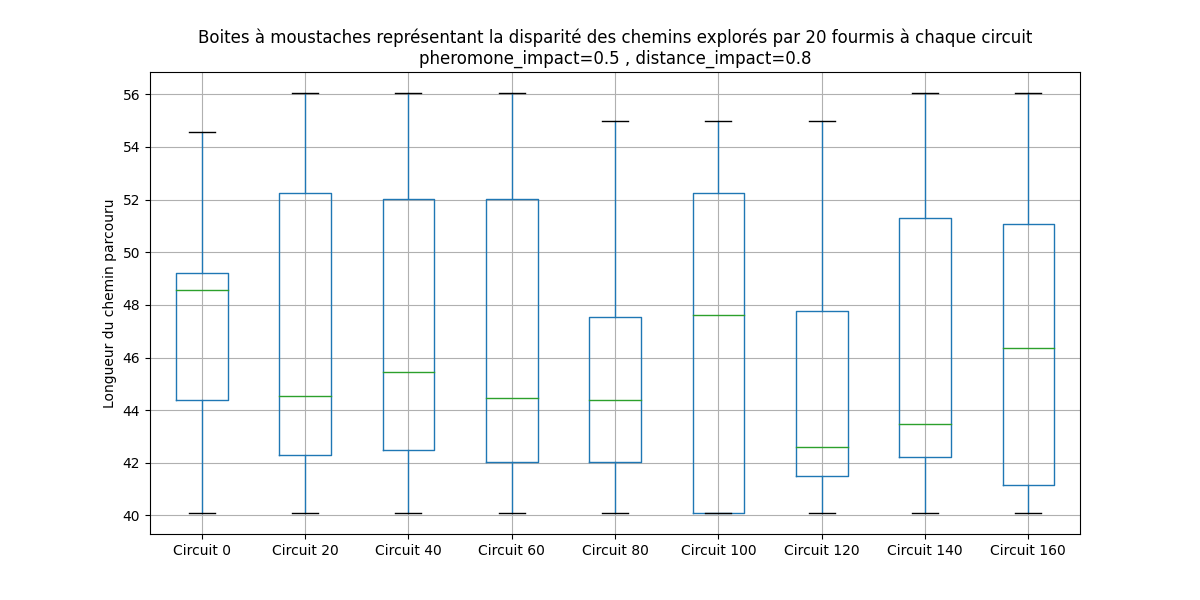 Boites à moustaches représentant la disparité des chemins explorés par 20 fourmis à chaque circuit
pheromone_impact=0.5 , distance_impact=0.8
Longueur du chemin parcouru
56
54
52
50
48
46
44
42
40
Circuit 0
Circuit 20
Circuit 40
Circuit 60
Circuit 80
Circuit 100
Circuit 120
Circuit 140
Circuit 160